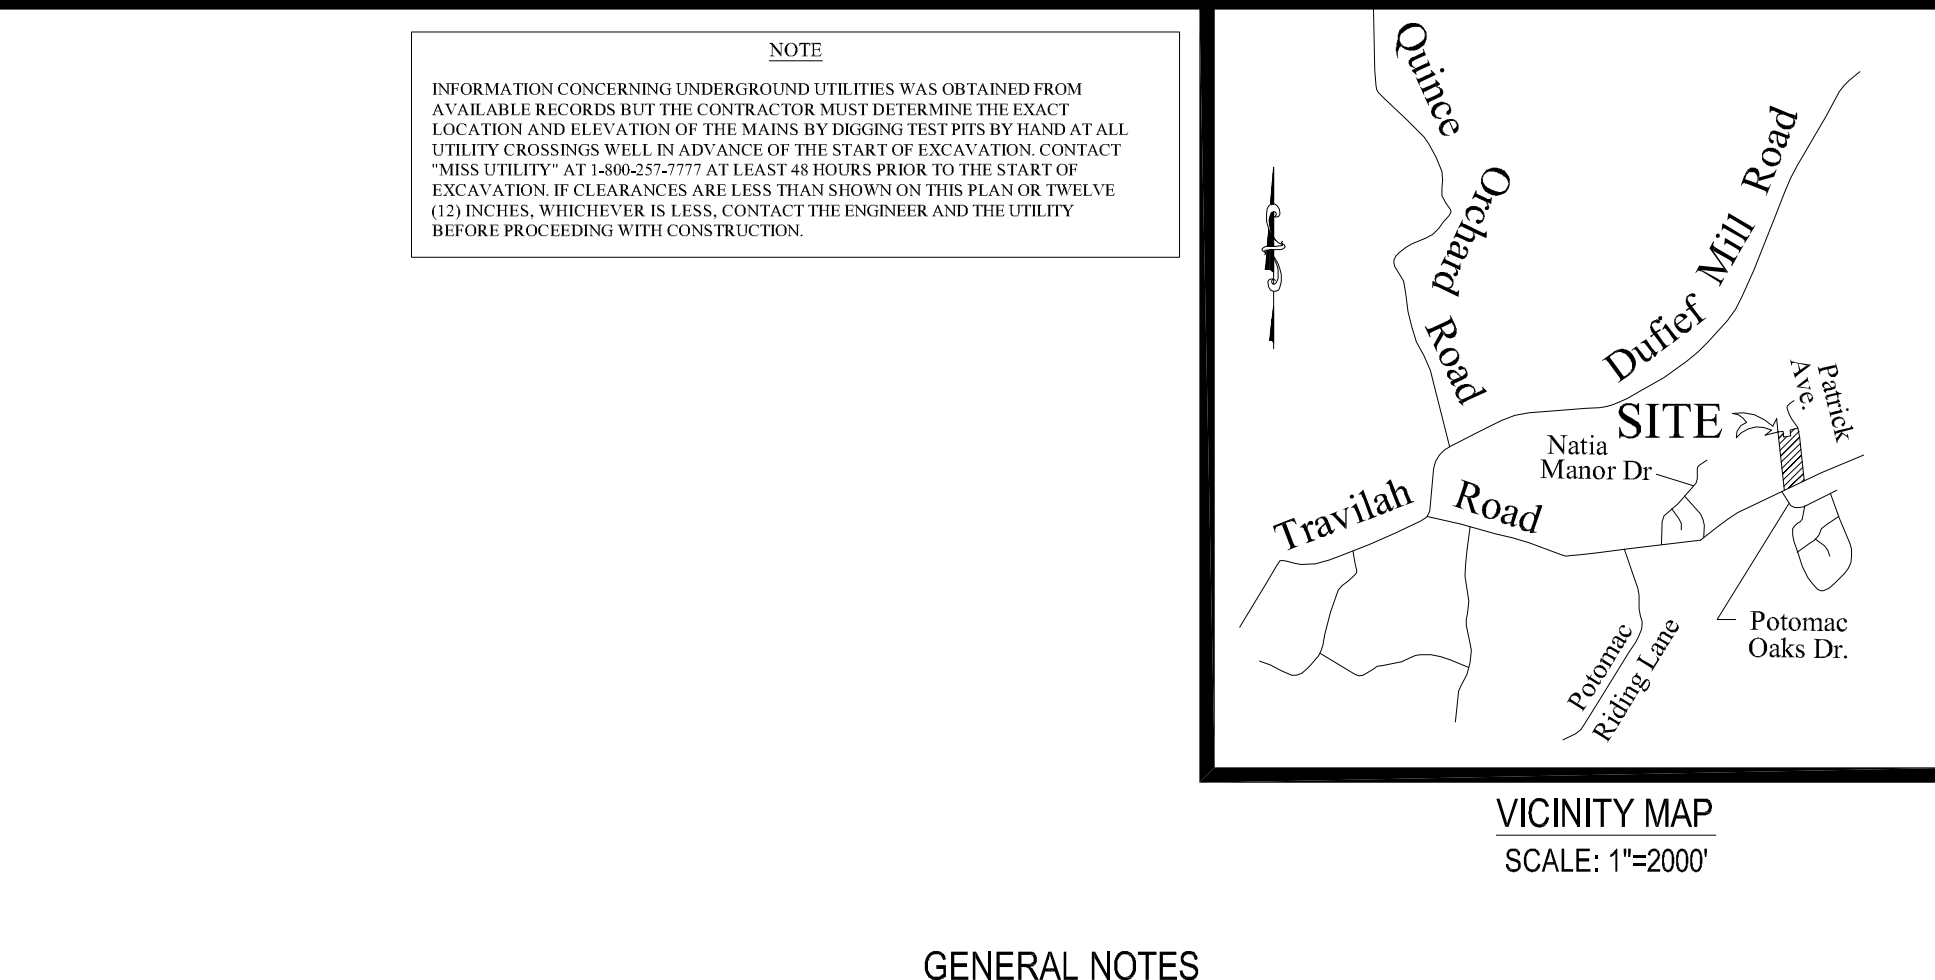 NOTE
INFORMATION CONCERNING UNDERGROUND UTILITIES WAS OBTAINED FROM
AVAILABLE RECORDS BUT THE CONTRACTOR MUST DETERMINE THE EXACT
LOCATION AND ELEVATION OF THE MAINS BY DIGGING TEST PITS BY HAND AT ALL
UTILITY CROSSINGS WELL IN ADVANCE OF THE START OF EXCAVATION. CONTACT
"MISS UTILITY" AT 1-800-257-7777 AT LEAST 48 HOURS PRIOR TO THE START OF
EXCAVATION. IF CLEARANCES ARE LESS THAN SHOWN ON THIS PLAN OR TWELVE
(12) INCHES, WHICHEVER IS LESS, CONTACT THE ENGINEER AND THE UTILITY
BEFORE PROCEEDING WITH CONSTRUCTION.
Quince Orchard Road
Dufief Mill Road
Patrick
Ave.
SITE
Natia
Manor Dr
Travilah Road
Potomac
Oaks Dr.
Potomac
Riding Lane
VICINITY MAP
SCALE: 1"=2000'
GENERAL NOTES